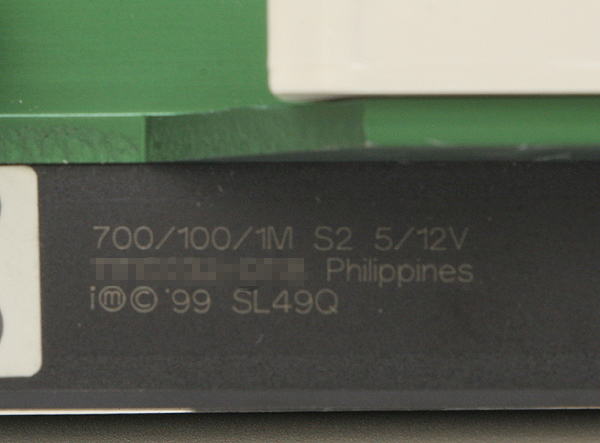 700/100/1M S2 5/12V
Philippines
iⓜ© '99 SL49Q